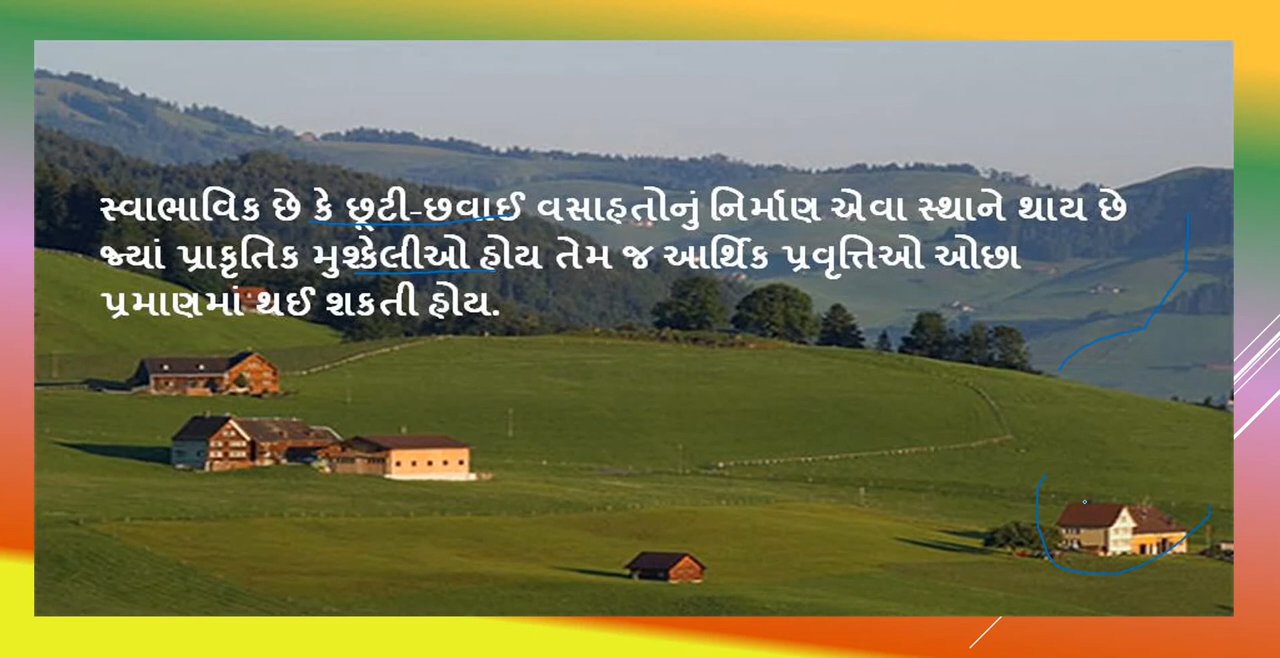 સ્વાભાવિક છે કે છૂટી-છવાઈ વસાહતોનું નિર્માણ એવા સ્થાને થાય છે
જ્યાં પ્રાકૃતિક મુશ્કેલીઓ હોય તેમ જ આર્થિક પ્રવૃત્તિઓ ઓછા
પ્રમાણમાં થઈ શકતી હોય.